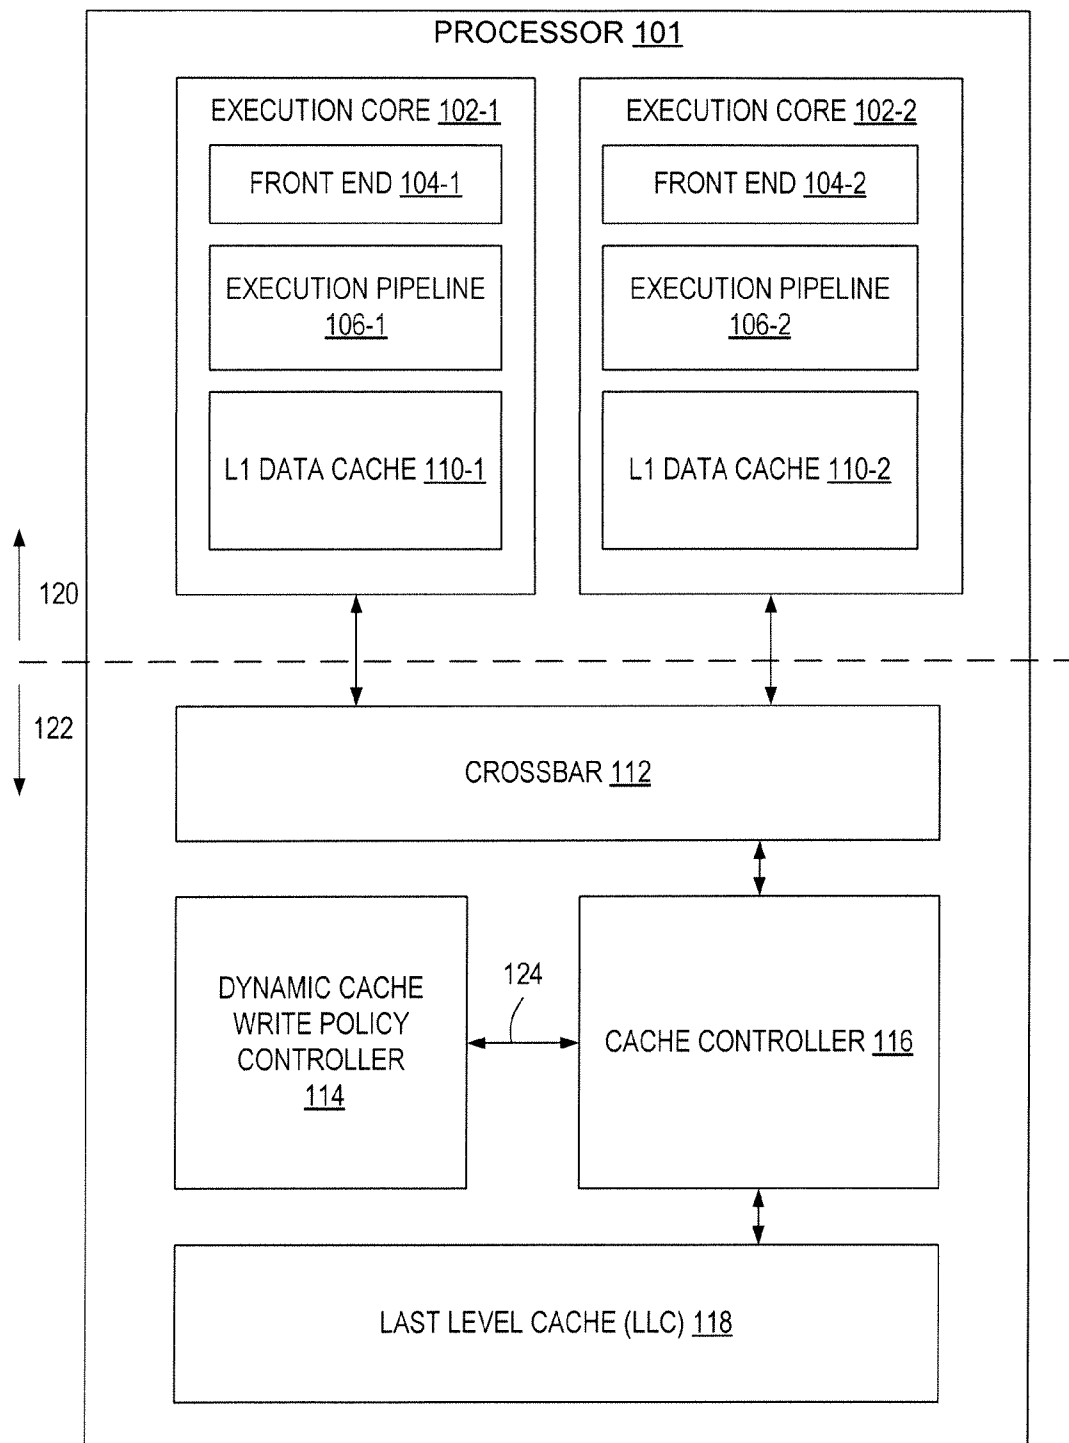 PROCESSOR 101
EXECUTION CORE 102-1
FRONT END 104-1
EXECUTION PIPELINE
106-1
L1 DATA CACHE 110-1
EXECUTION CORE 102-2
FRONT END 104-2
EXECUTION PIPELINE
106-2
L1 DATA CACHE 110-2
120
122
CROSSBAR 112
DYNAMIC CACHE
WRITE POLICY
CONTROLLER
114
124
CACHE CONTROLLER 116
LAST LEVEL CACHE (LLC) 118